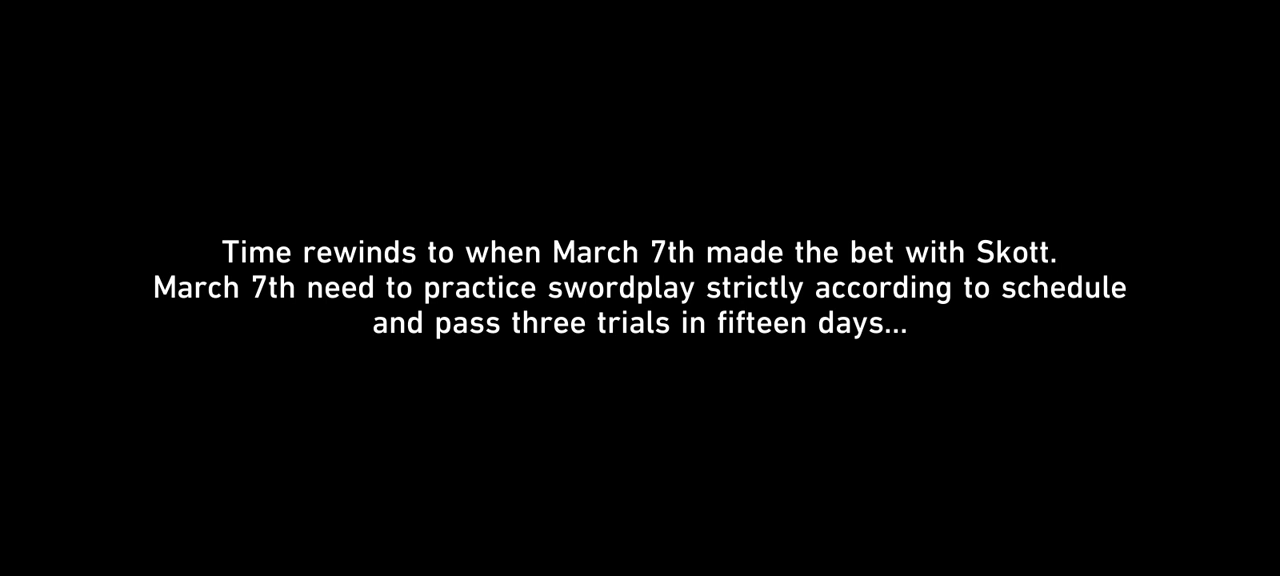 Time rewinds to when March 7th made the bet with Skott.
March 7th need to practice swordplay strictly according to schedule
and pass three trials in fifteen days...